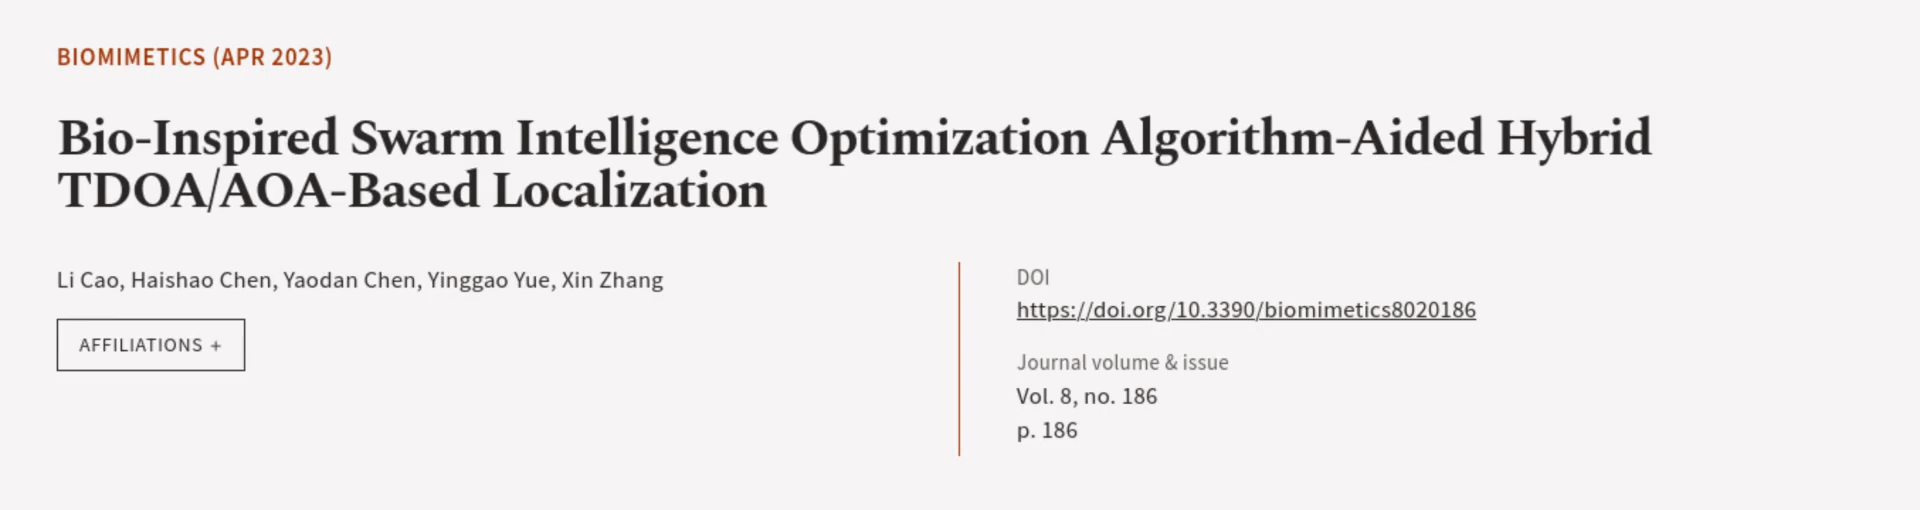 BIOMIMETICS (APR 2023)
Bio-Inspired Swarm Intelligence Optimization Algorithm-Aided Hybrid
TDOA/AOA-Based Localization
Li Cao, Haishao Chen, Yaodan Chen, Yinggao Yue, Xin Zhang
AFFILIATIONS +
DOI
https://doi.org/10.3390/biomimetics8020186
Journal volume & issue
Vol. 8, no. 186
p. 186